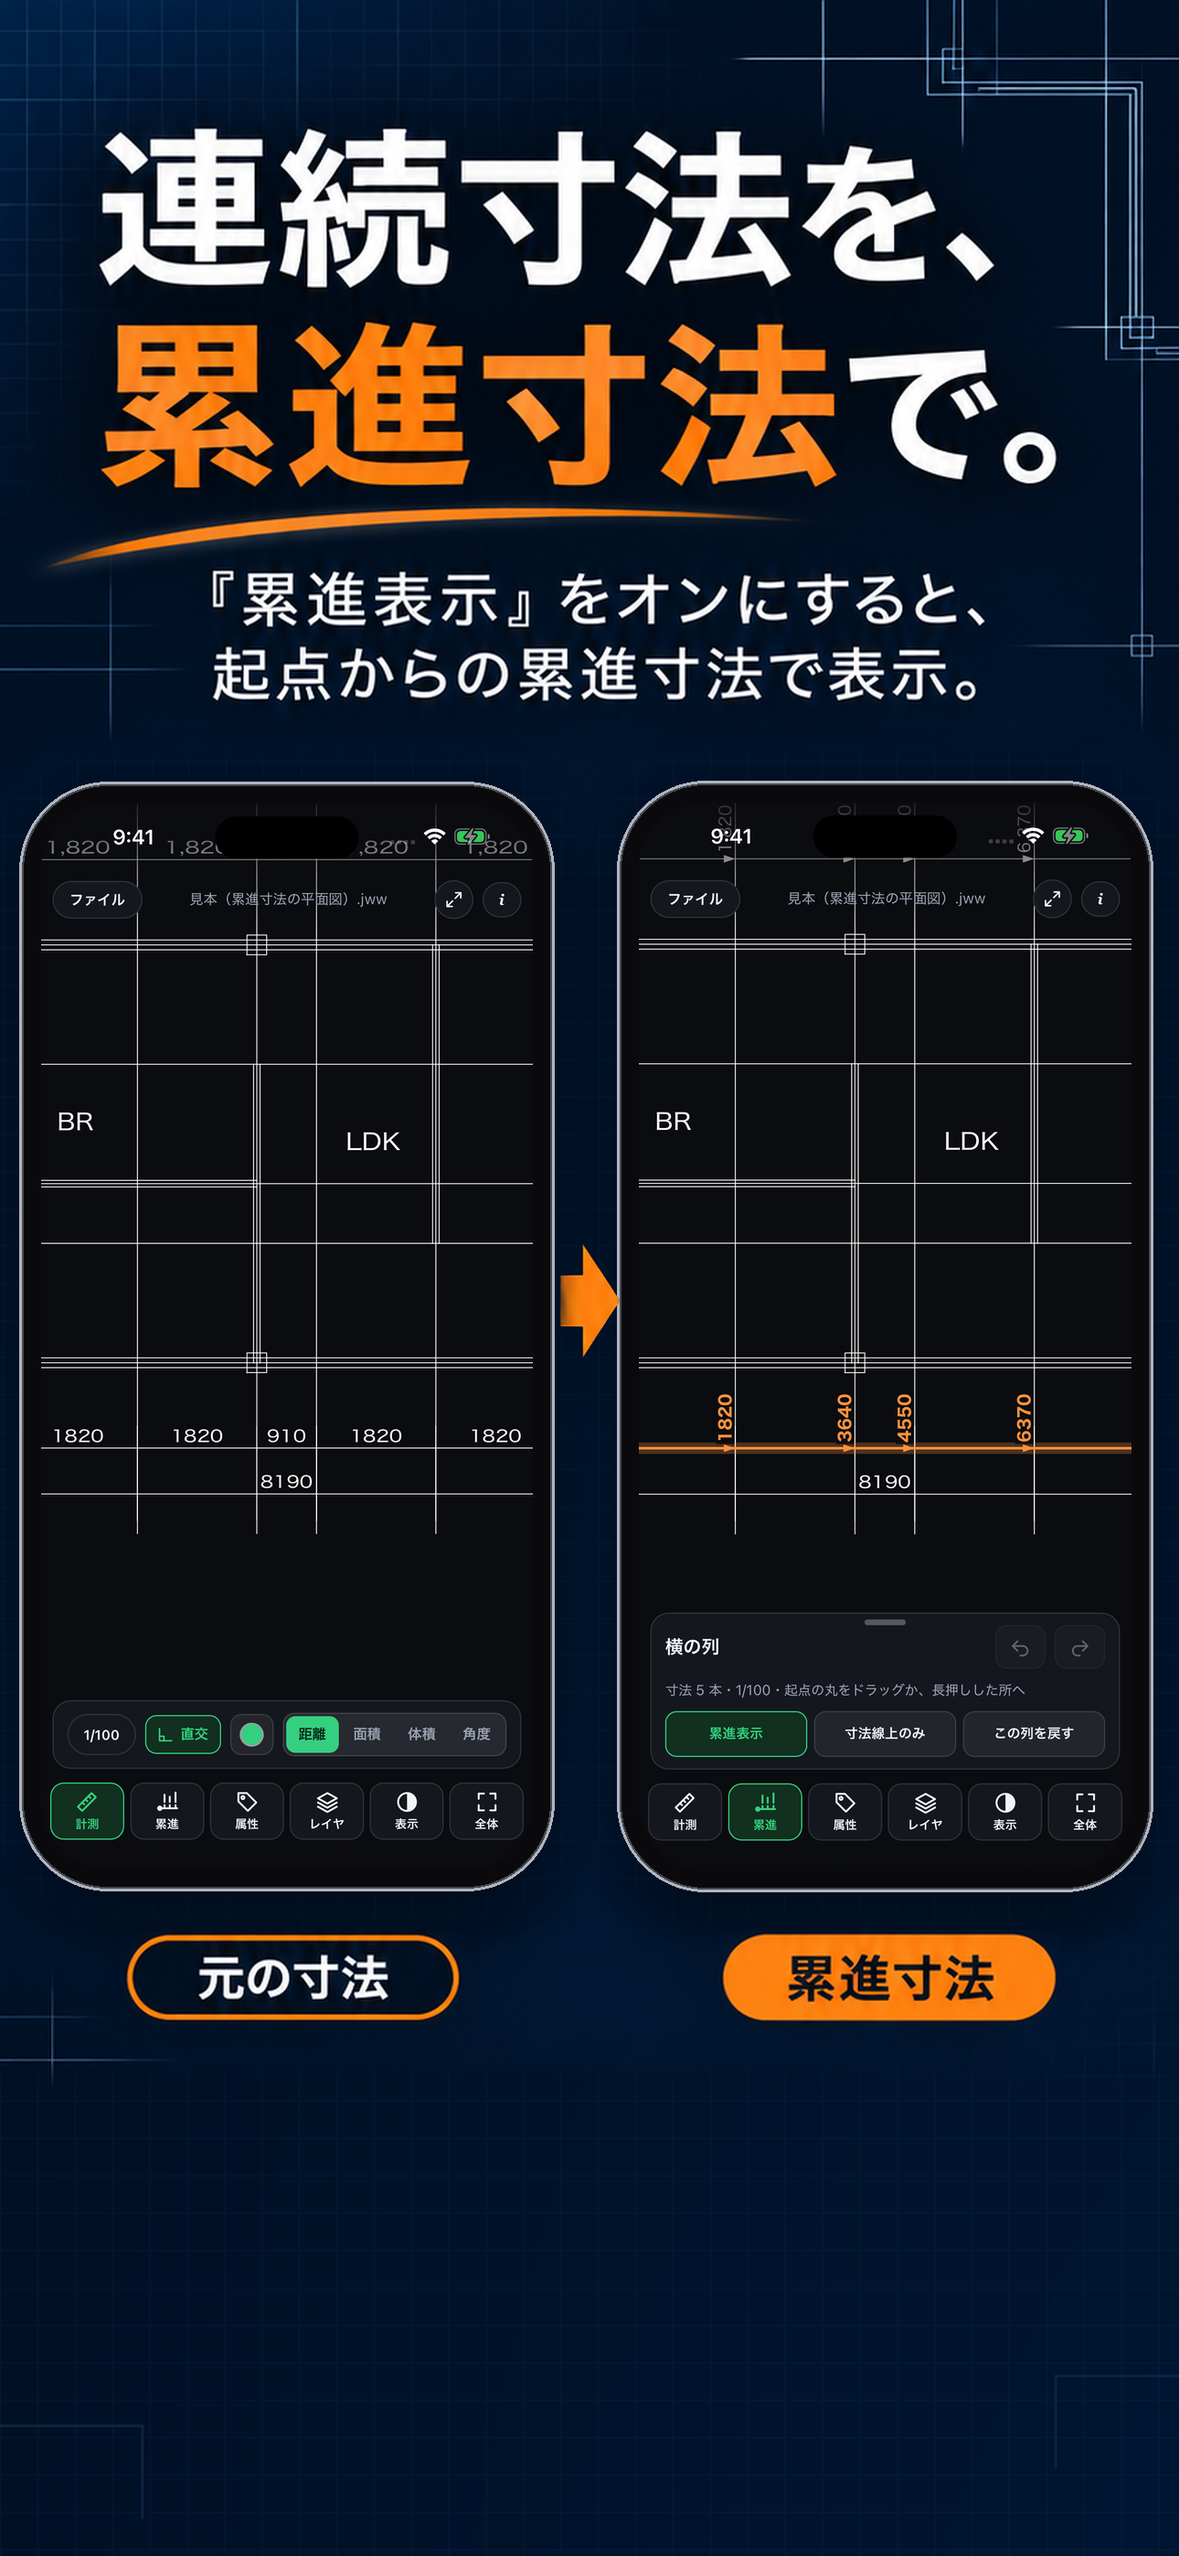 連続寸法を、
累進寸法で。
『累進表示』をオンにすると、
起点からの累進寸法で表示。
9:41
1,820
ファイル
見本（累進寸法の平面図）.jww
i
BR
LDK
1820 1820 910 1820 1820
8190
1/100 直交 距離 面積 体積 角度
計測 累進 属性 レイヤ 表示 全体
元の寸法
9:41
ファイル
見本（累進寸法の平面図）.jww
i
BR
LDK
1820 3640 4550 6370
8190
横の列
寸法 5 本・1/100・起点の丸をドラッグか、長押しした所へ
累進表示 寸法線上のみ この列を戻す
計測 累進 属性 レイヤ 表示 全体
累進寸法